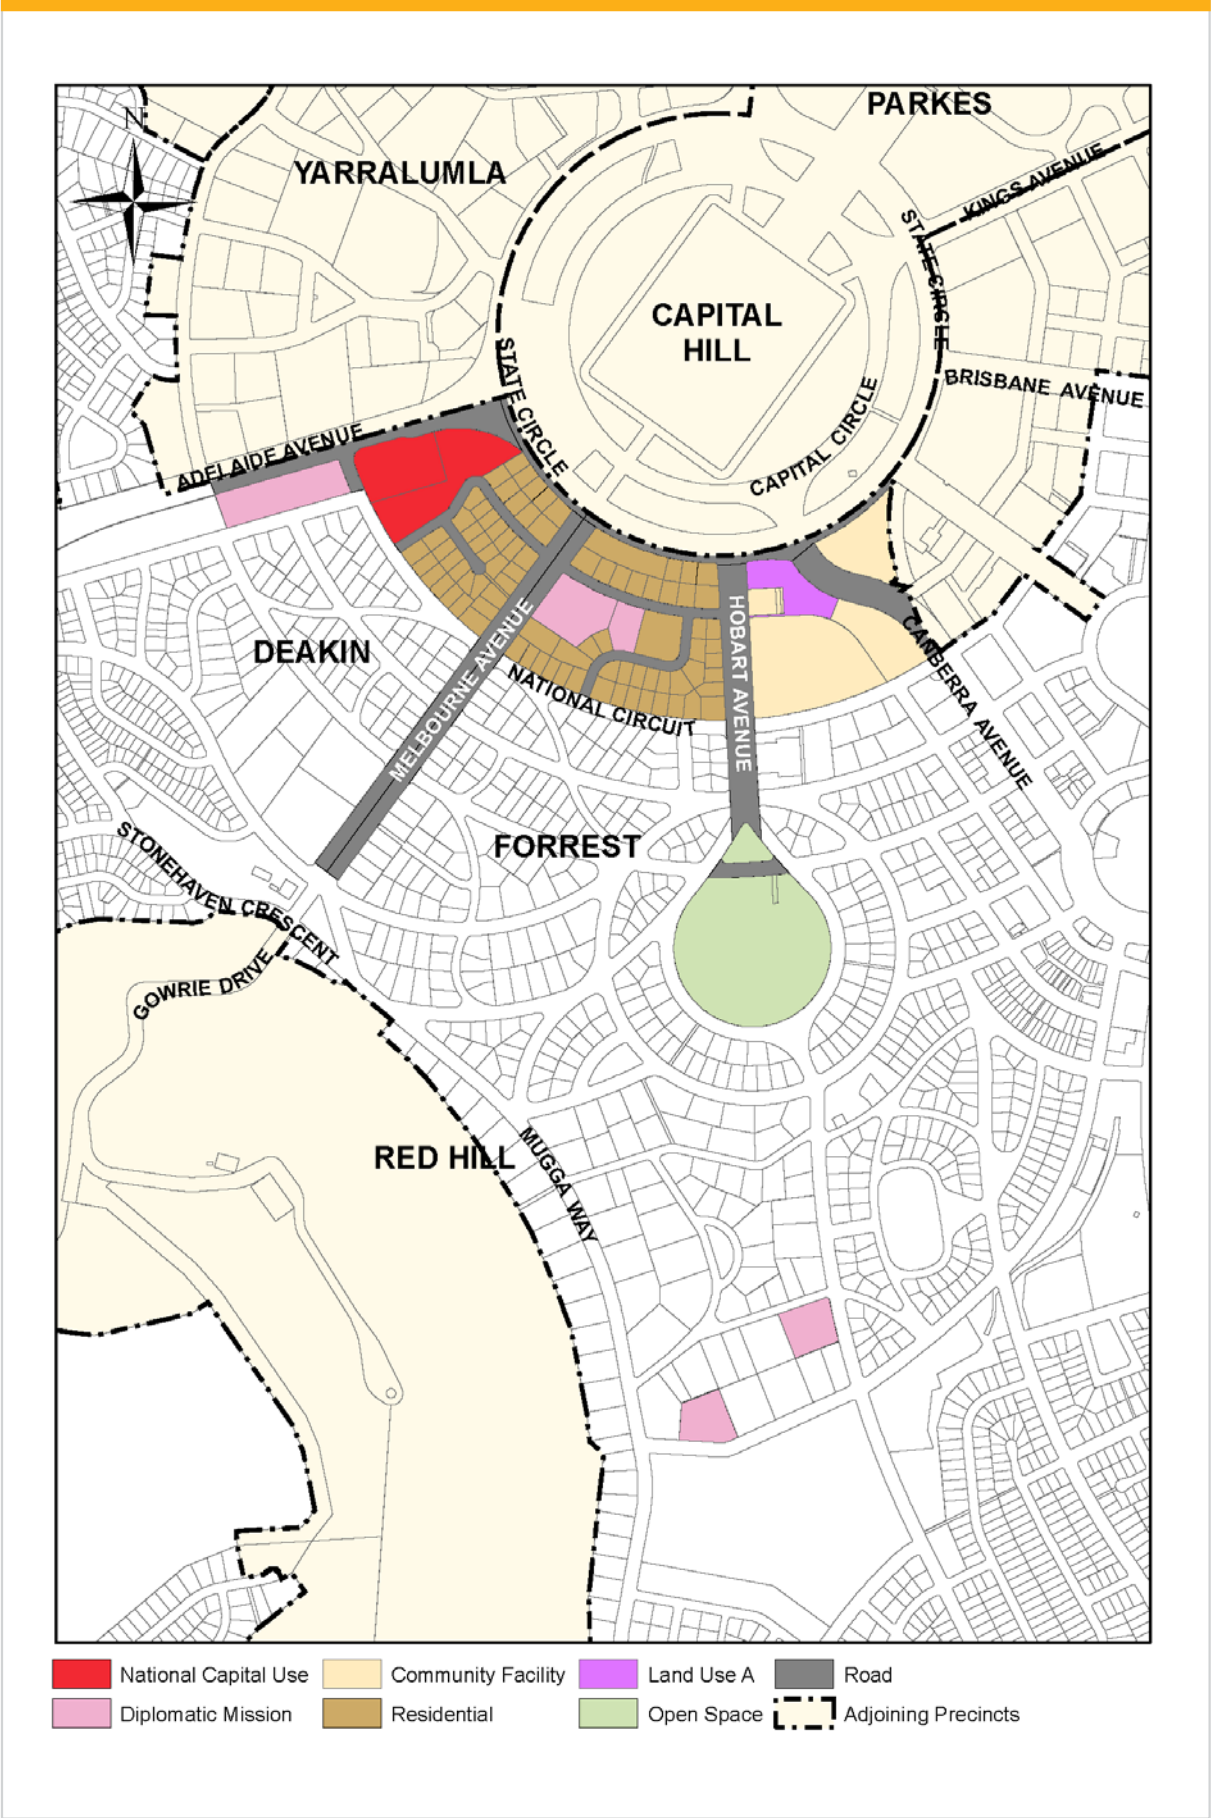 PARKES
N
YARRALUMLA
KINGS AVENUE
STATE CIRCLE
CAPITAL
HILL
STATE CIRCLE
BRISBANE AVENUE
CAPITAL CIRCLE
ADELAIDE AVENUE
HOBART AVENUE
MELBOURNE AVENUE
CANBERRA AVENUE
DEAKIN
NATIONAL CIRCUIT
FORREST
STONEHAVEN CRESCENT
GOWRIE DRIVE
RED HILL
MUGGA WAY
National Capital Use
Community Facility
Land Use A
Road
Diplomatic Mission
Residential
Open Space
Adjoining Precincts